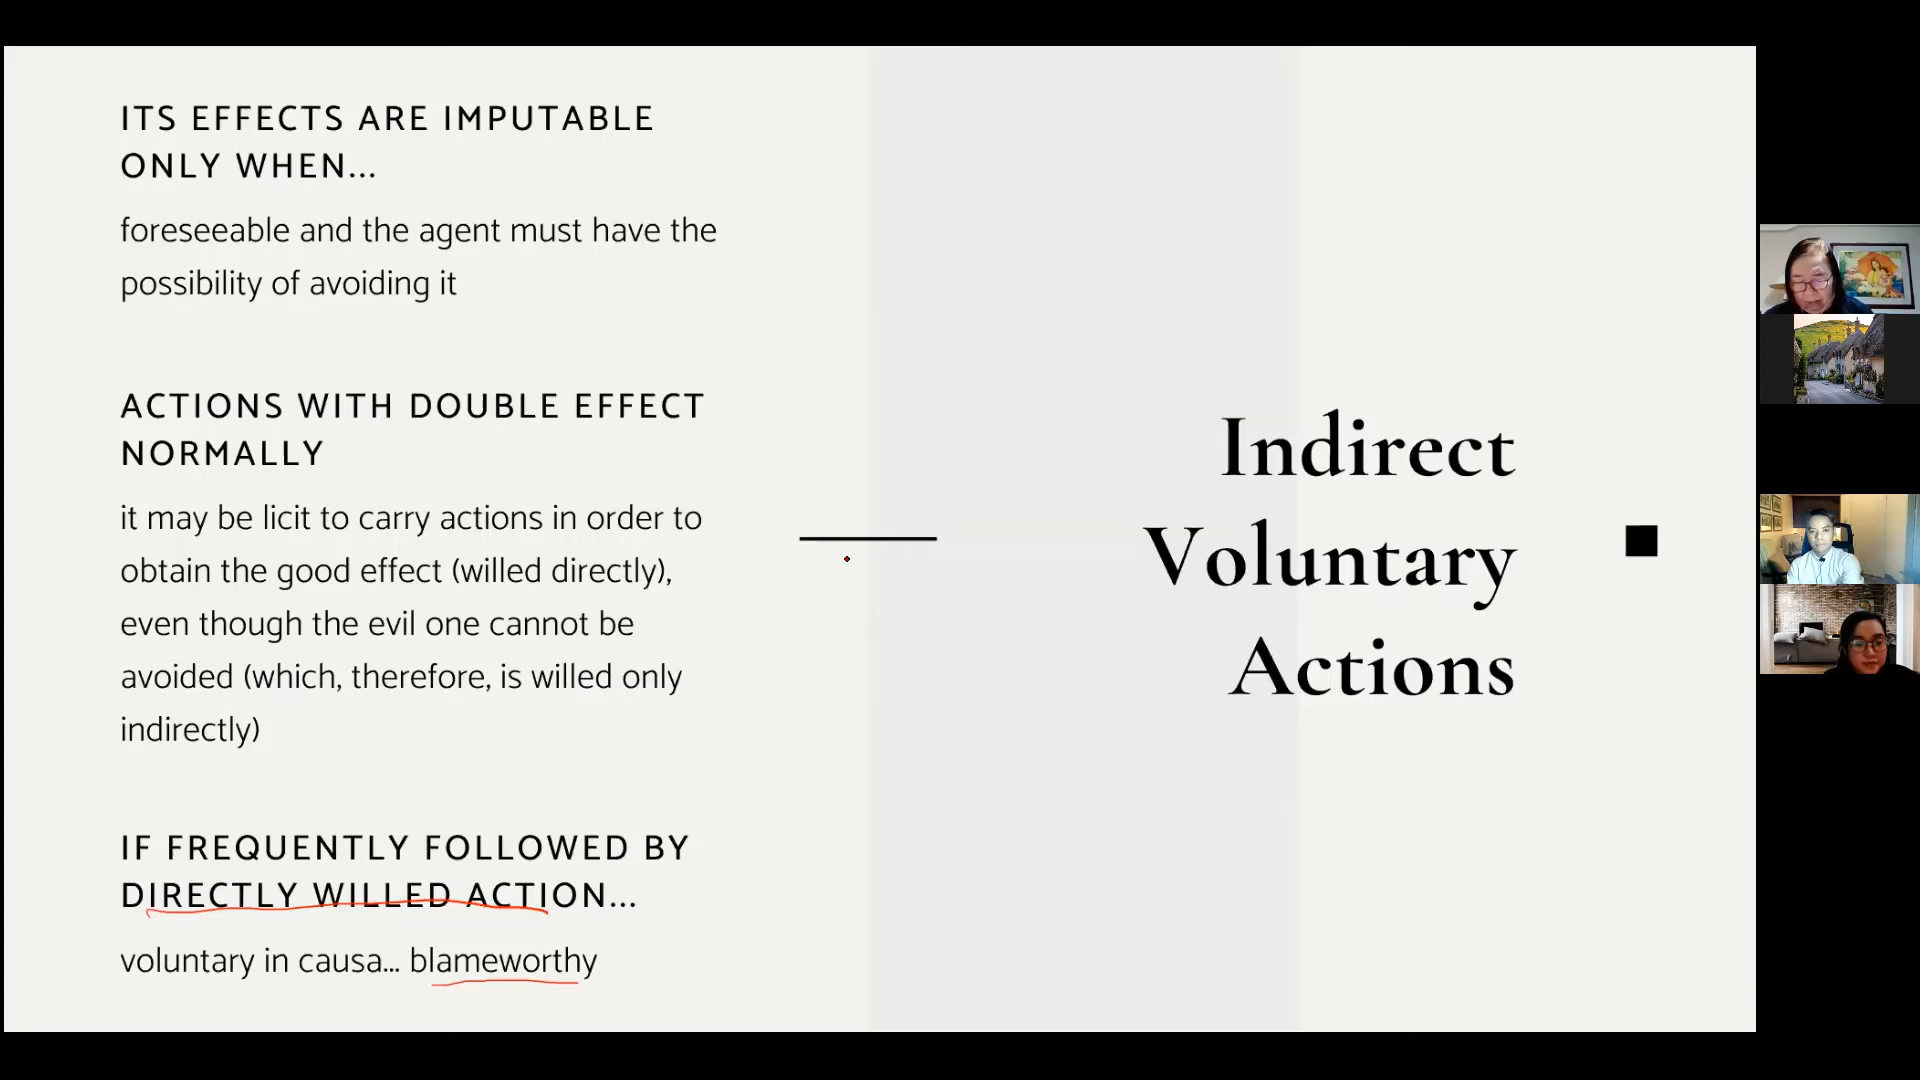 ITS EFFECTS ARE IMPUTABLE
ONLY WHEN...
foreseeable and the agent must have the
possibility of avoiding it
ACTIONS WITH DOUBLE EFFECT
NORMALLY
it may be licit to carry actions in order to
obtain the good effect (willed directly),
even though the evil one cannot be
avoided (which, therefore, is willed only
indirectly)
IF FREQUENTLY FOLLOWED BY
DIRECTLY WILLED ACTION...
voluntary in causa... blameworthy
Indirect
Voluntary
Actions